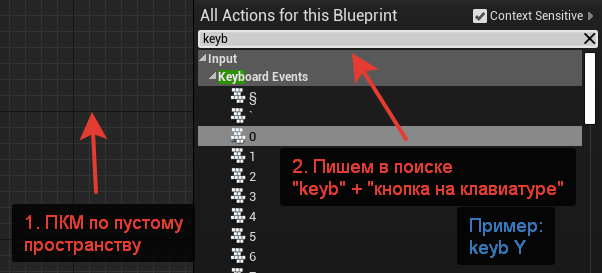 All Actions for this Blueprint
Context Sensitive
keyb
Input
Keyboard Events
§
`
0
1
2
3
4
5
6
1. ПКМ по пустому
пространству
2. Пишем в поиске
"keyb" + "кнопка на клавиатуре"
Пример:
keyb Y